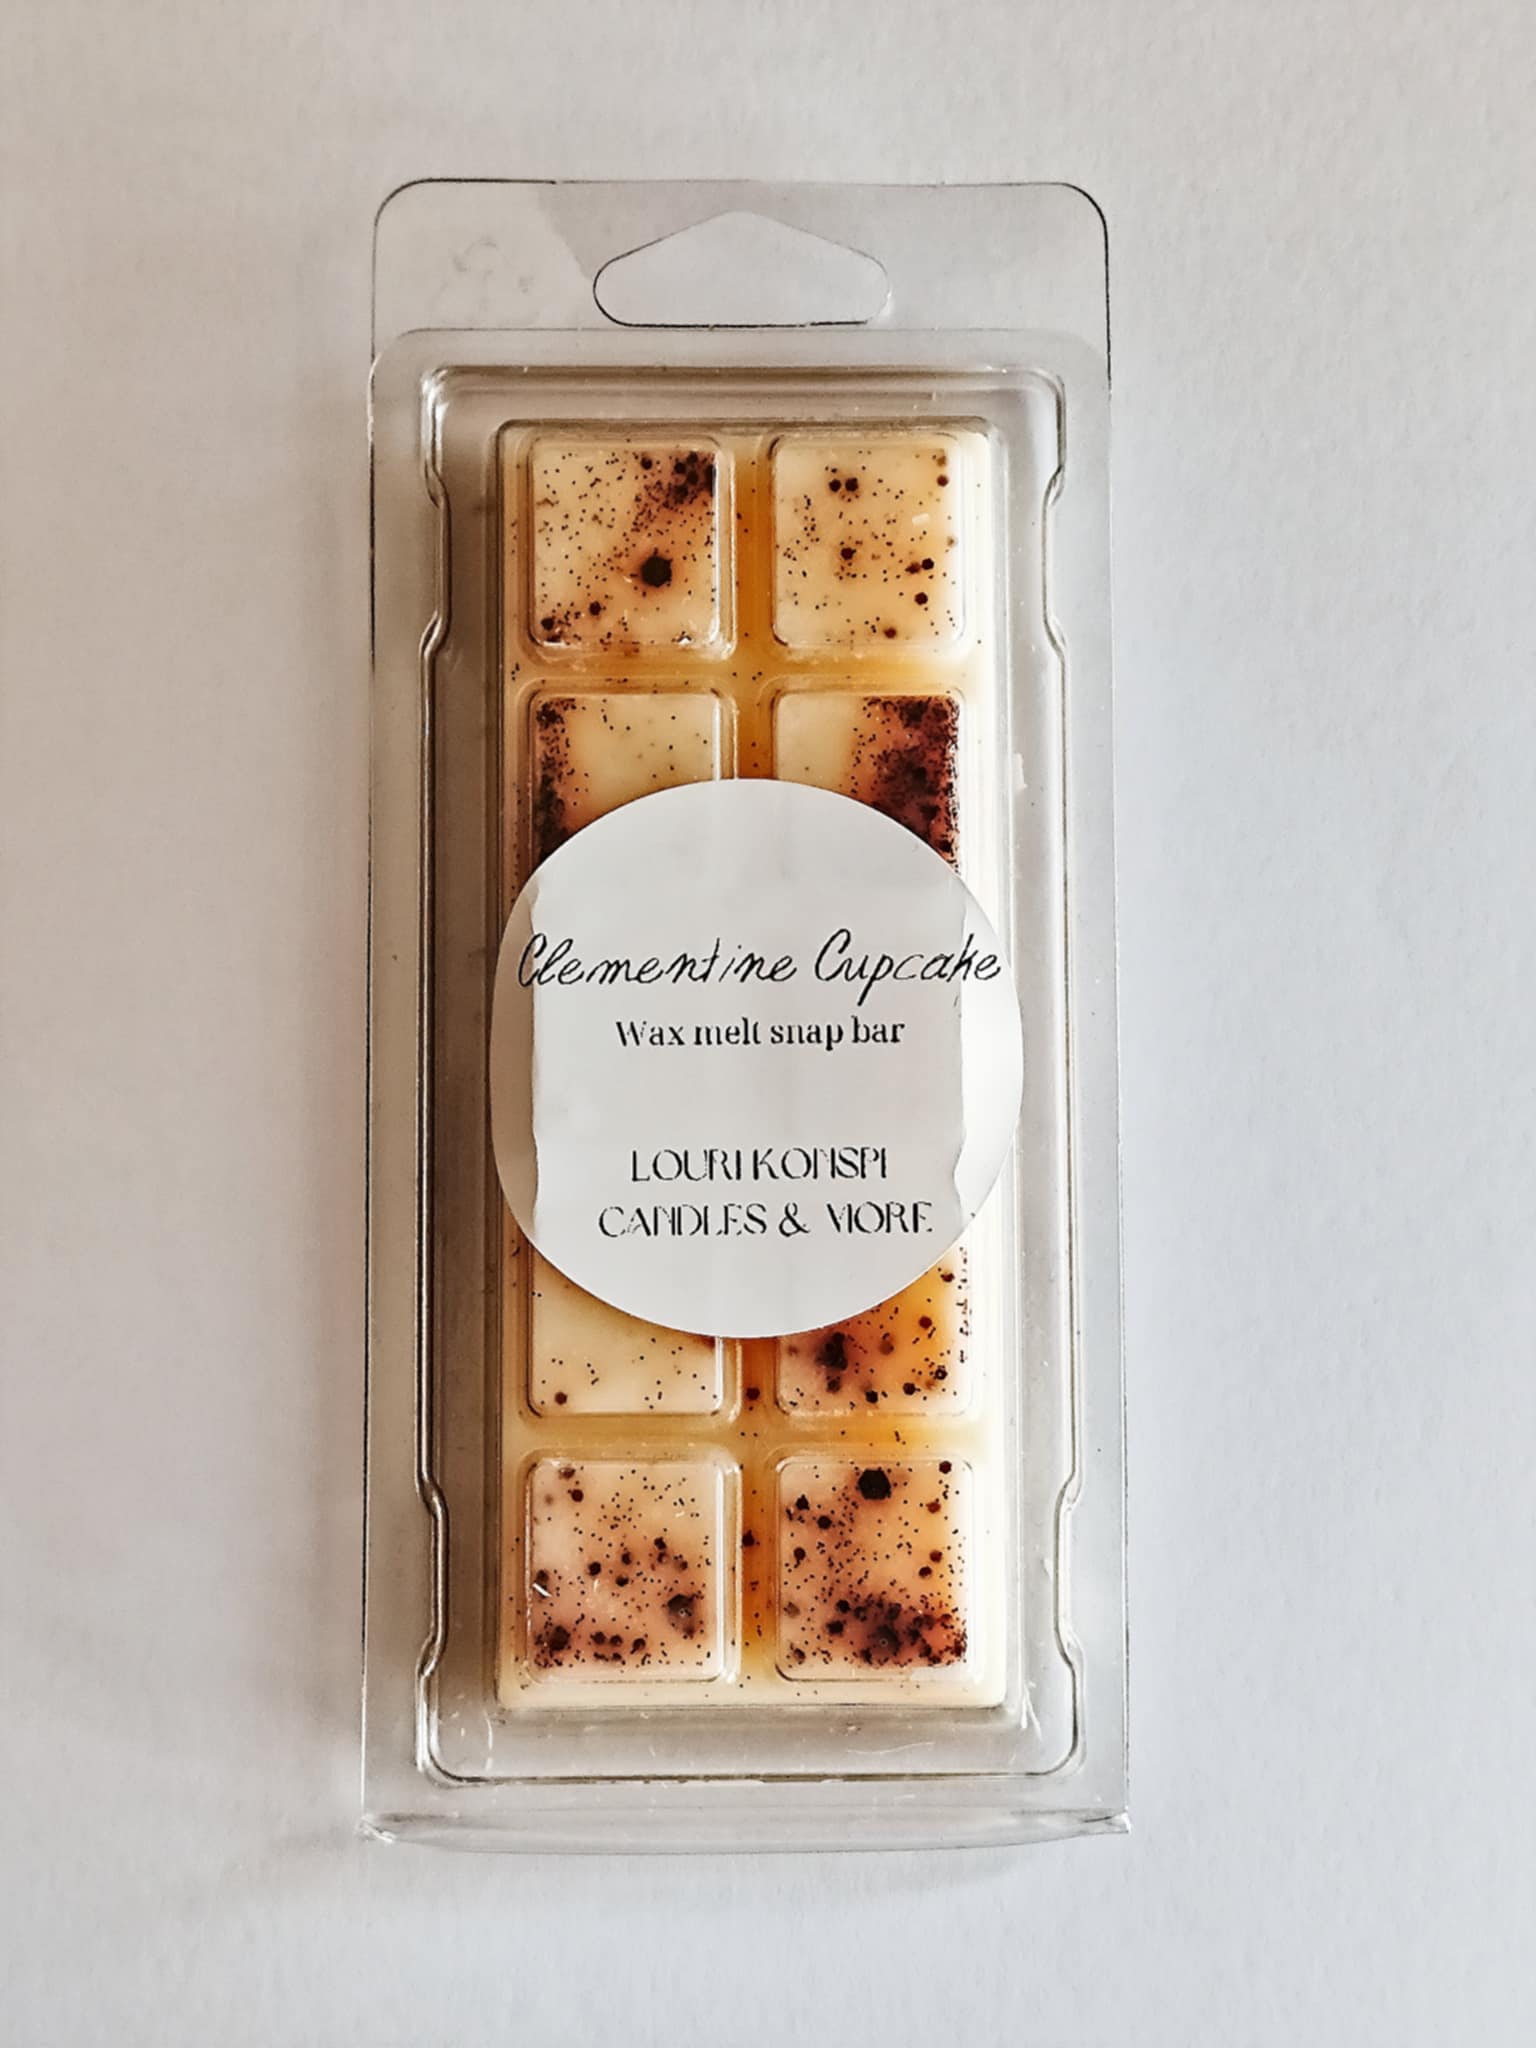 Clementine Cupcake
Wax melt snap bar
LOURI KONSPI
CANDLES & MORE